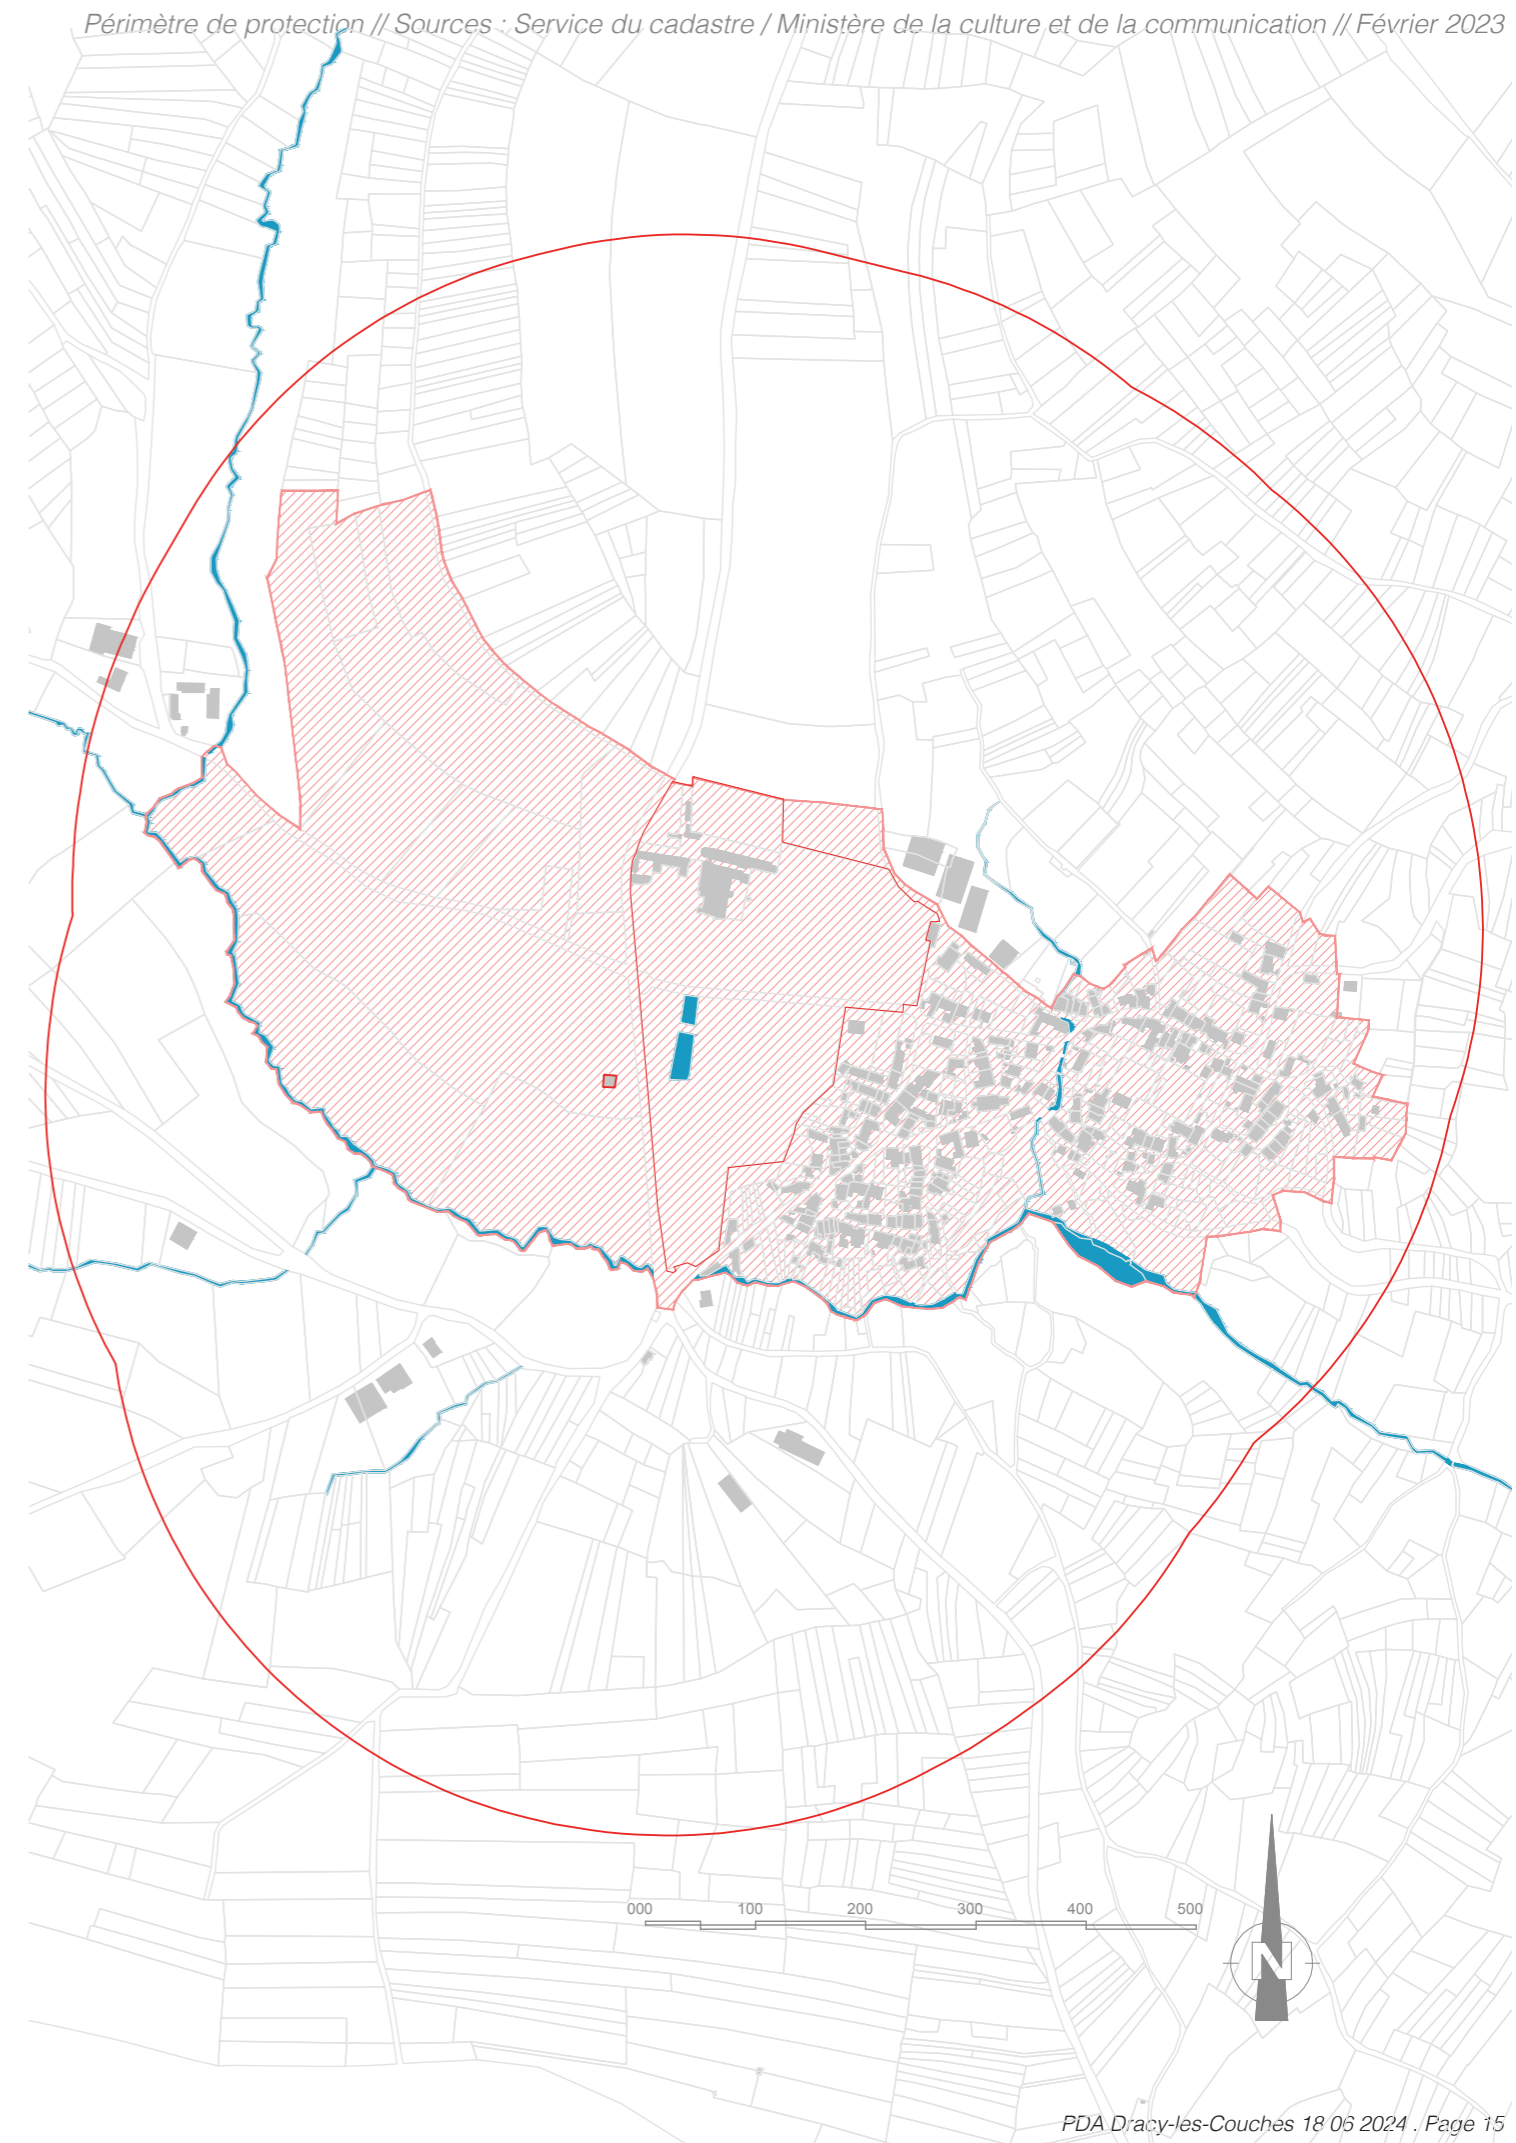 Périmètre de protection // Sources : Service du cadastre / Ministère de la culture et de la communication // Février 2023
000 100 200 300 400 500
N
PDA Dracy-les-Couches 18 06 2024 . Page 15